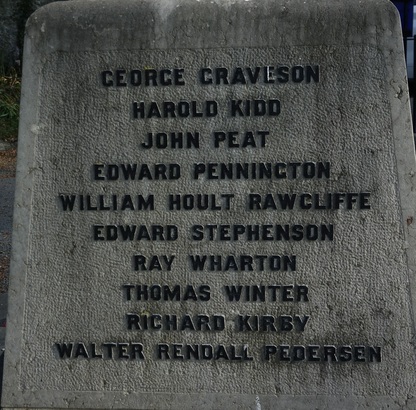 GEORGE GRAVESON
HAROLD KIDD
JOHN PEAT
EDWARD PENNINGTON
WILLIAM HOULT RAWCLIFFE
EDWARD STEPHENSON
RAY WHARTON
THOMAS WINTER
RICHARD KIRBY
WALTER RENDALL PEDERSEN